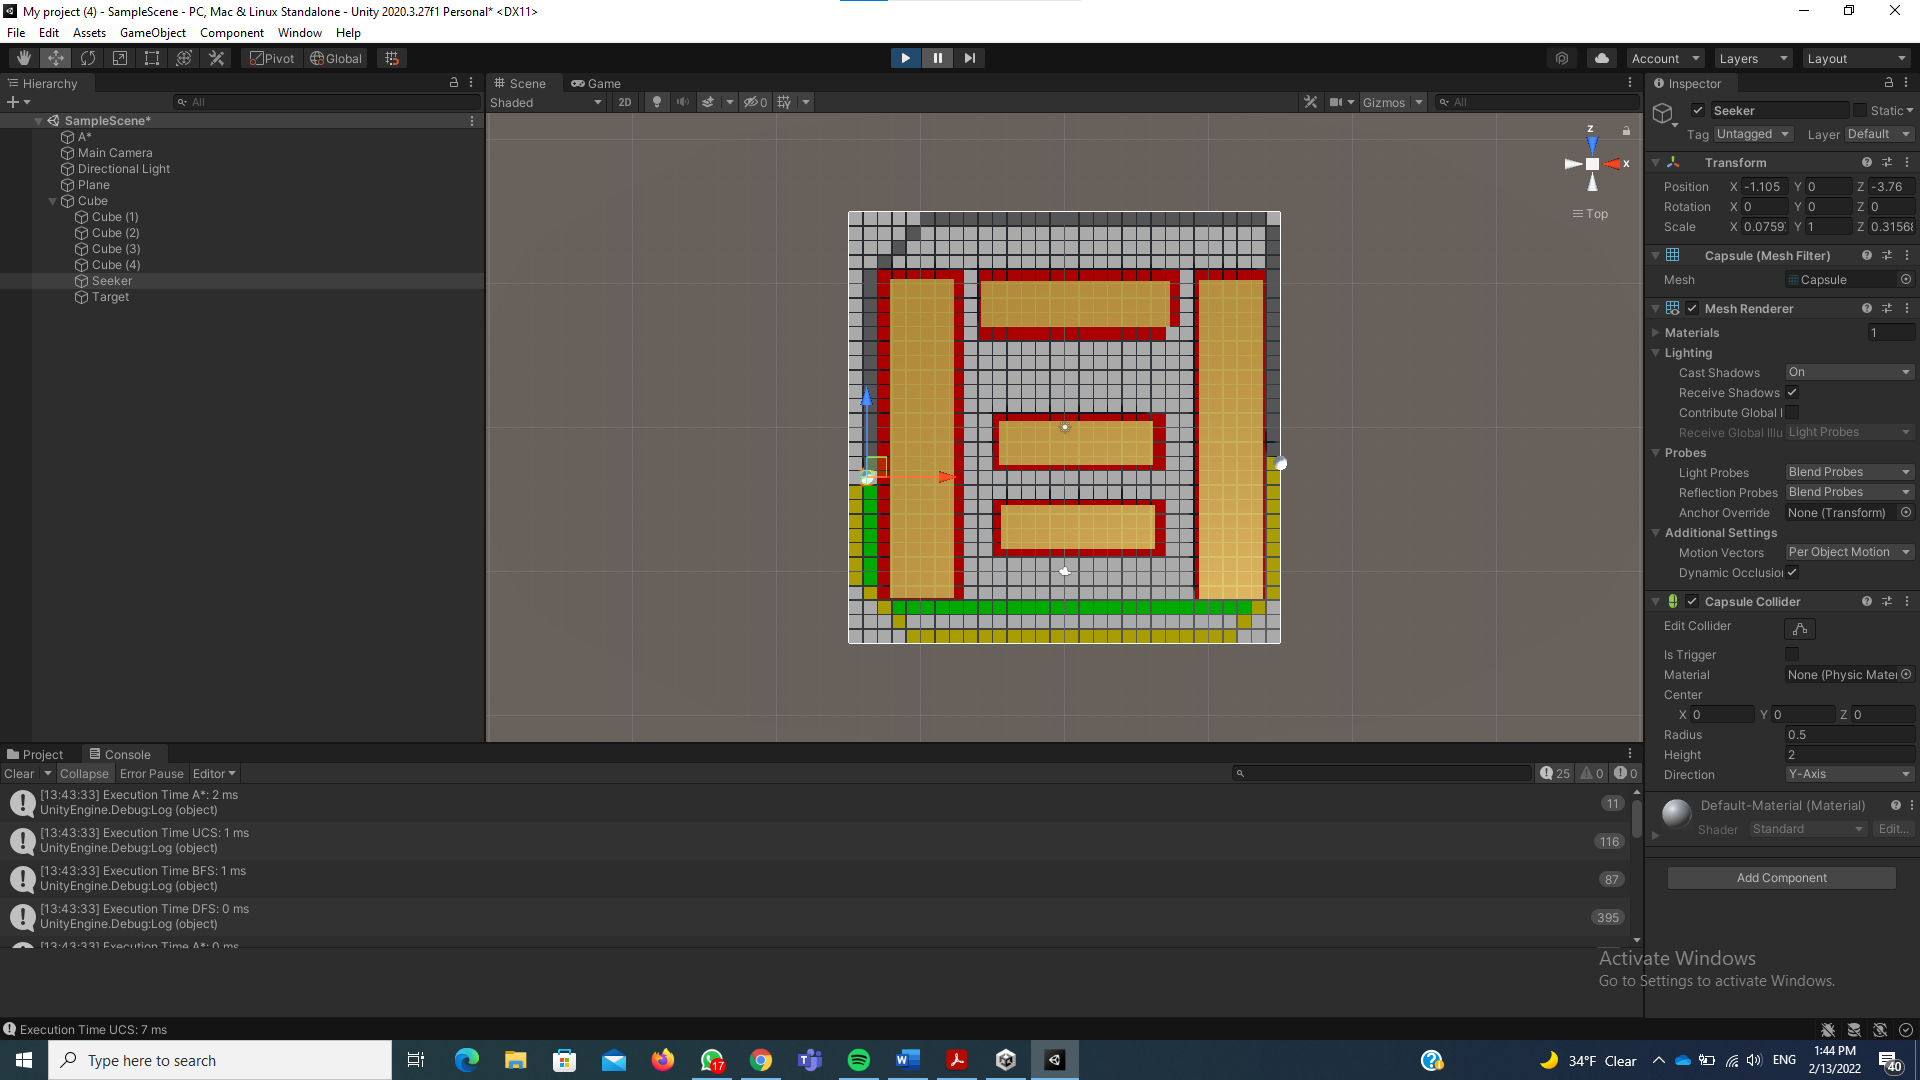 My project (4) - SampleScene - PC, Mac & Linux Standalone - Unity 2020.3.27f1 Personal* <DX11>
File Edit Assets GameObject Component Window Help
Pivot Global Account Layers Layout
Hierarchy
All
SampleScene*
A*
Main Camera
Directional Light
Plane
Cube
Cube (1)
Cube (2)
Cube (3)
Cube (4)
Seeker
Target
Scene Game
Shaded 2D 0 Gizmos All
z
x
Top
Inspector
Seeker Static
Tag Untagged Layer Default
Transform
Position X -1.105 Y 0 Z -3.76
Rotation X 0 Y 0 Z 0
Scale X 0.0759 Y 1 Z 0.3156
Capsule (Mesh Filter)
Mesh Capsule
Mesh Renderer
Materials 1
Lighting
Cast Shadows On
Receive Shadows
Contribute Global I
Receive Global Illu Light Probes
Probes
Light Probes Blend Probes
Reflection Probes Blend Probes
Anchor Override None (Transform)
Additional Settings
Motion Vectors Per Object Motion
Dynamic Occlusion
Capsule Collider
Edit Collider
Is Trigger
Material None (Physic Mater
Center
X 0 Y 0 Z 0
Radius 0.5
Height 2
Direction Y-Axis
Default-Material (Material)
Shader Standard Edit...
Add Component
Project Console
Clear Collapse Error Pause Editor 25 0 0
[13:43:33] Execution Time A*: 2 ms
UnityEngine.Debug:Log (object)
11
[13:43:33] Execution Time UCS: 1 ms
UnityEngine.Debug:Log (object)
116
[13:43:33] Execution Time BFS: 1 ms
UnityEngine.Debug:Log (object)
87
[13:43:33] Execution Time DFS: 0 ms
UnityEngine.Debug:Log (object)
395
[13:43:33] Execution Time A*: 0 ms
Activate Windows
Go to Settings to activate Windows.
Execution Time UCS: 7 ms
Type here to search
17
34°F Clear ENG
1:44 PM
2/13/2022
40